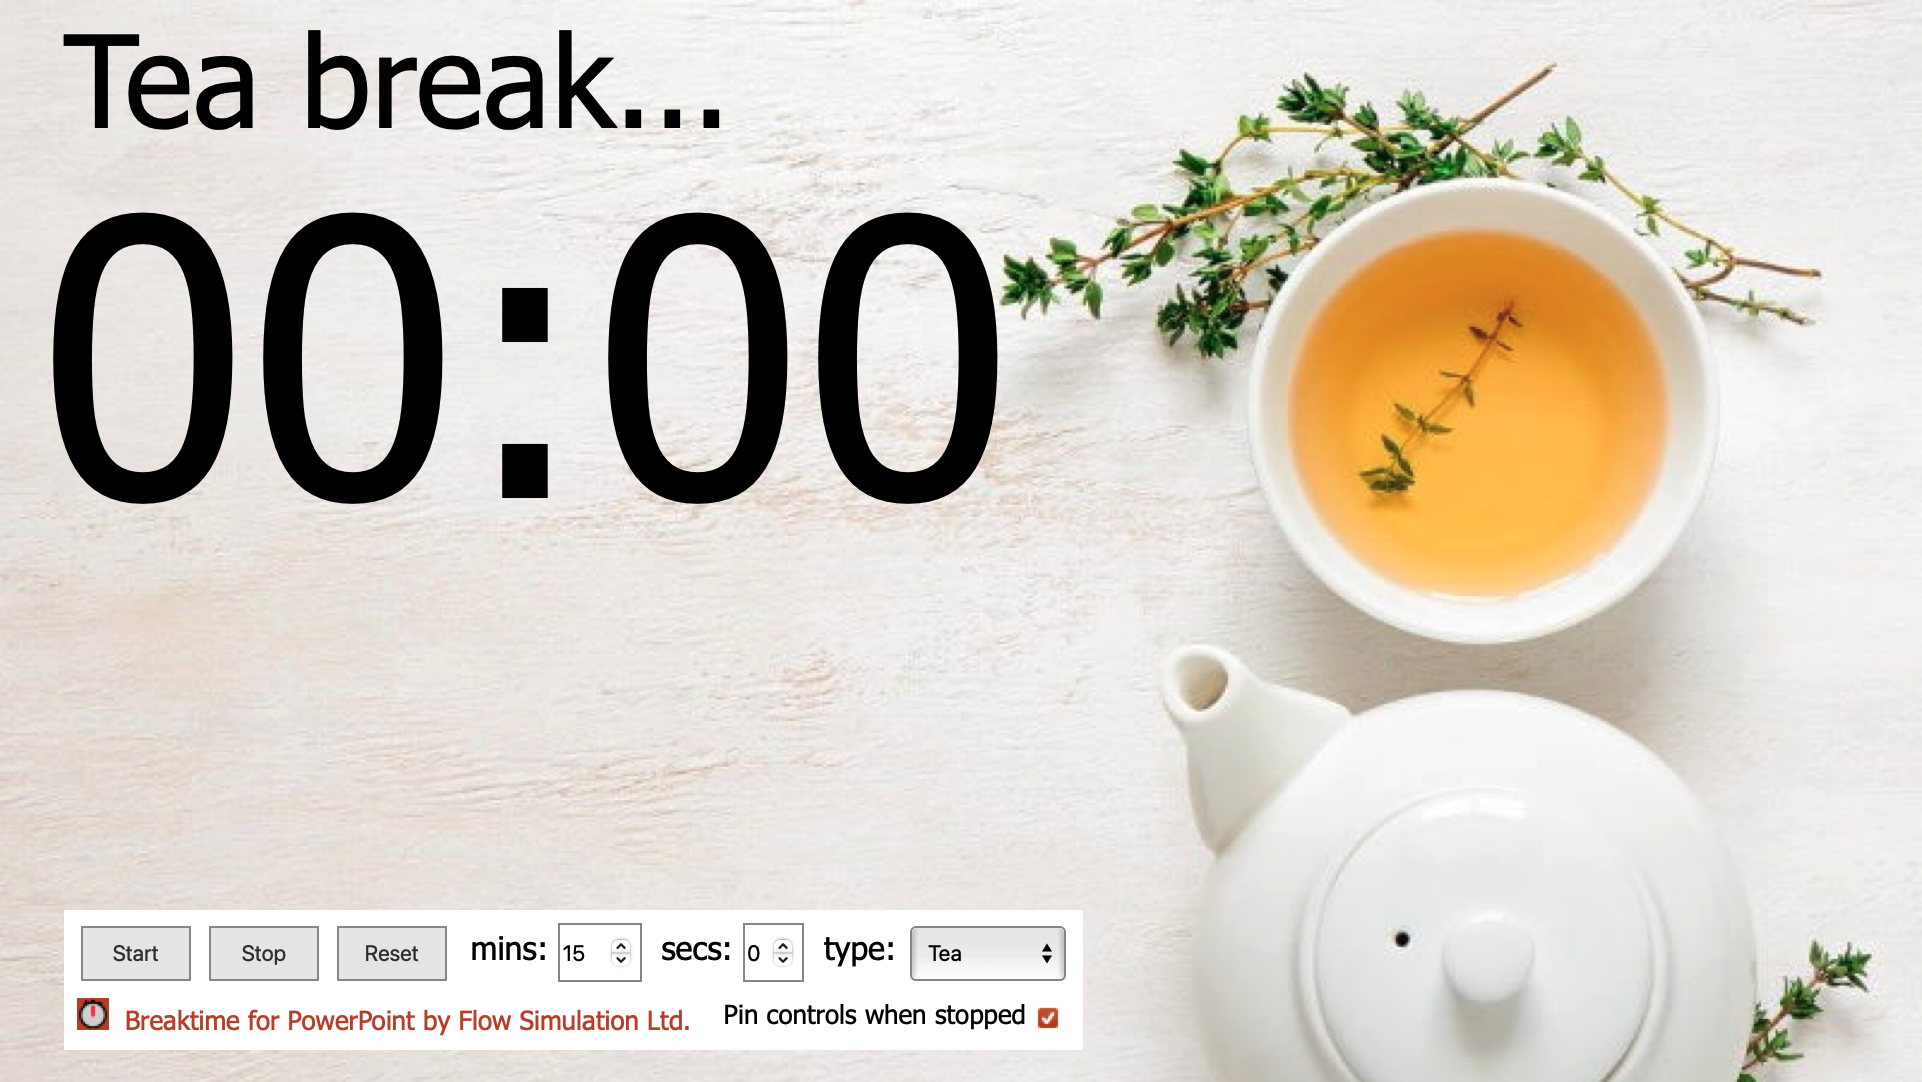 Tea break...
00:00
Start Stop Reset mins: 15 secs: 0 type: Tea
Breaktime for PowerPoint by Flow Simulation Ltd. Pin controls when stopped